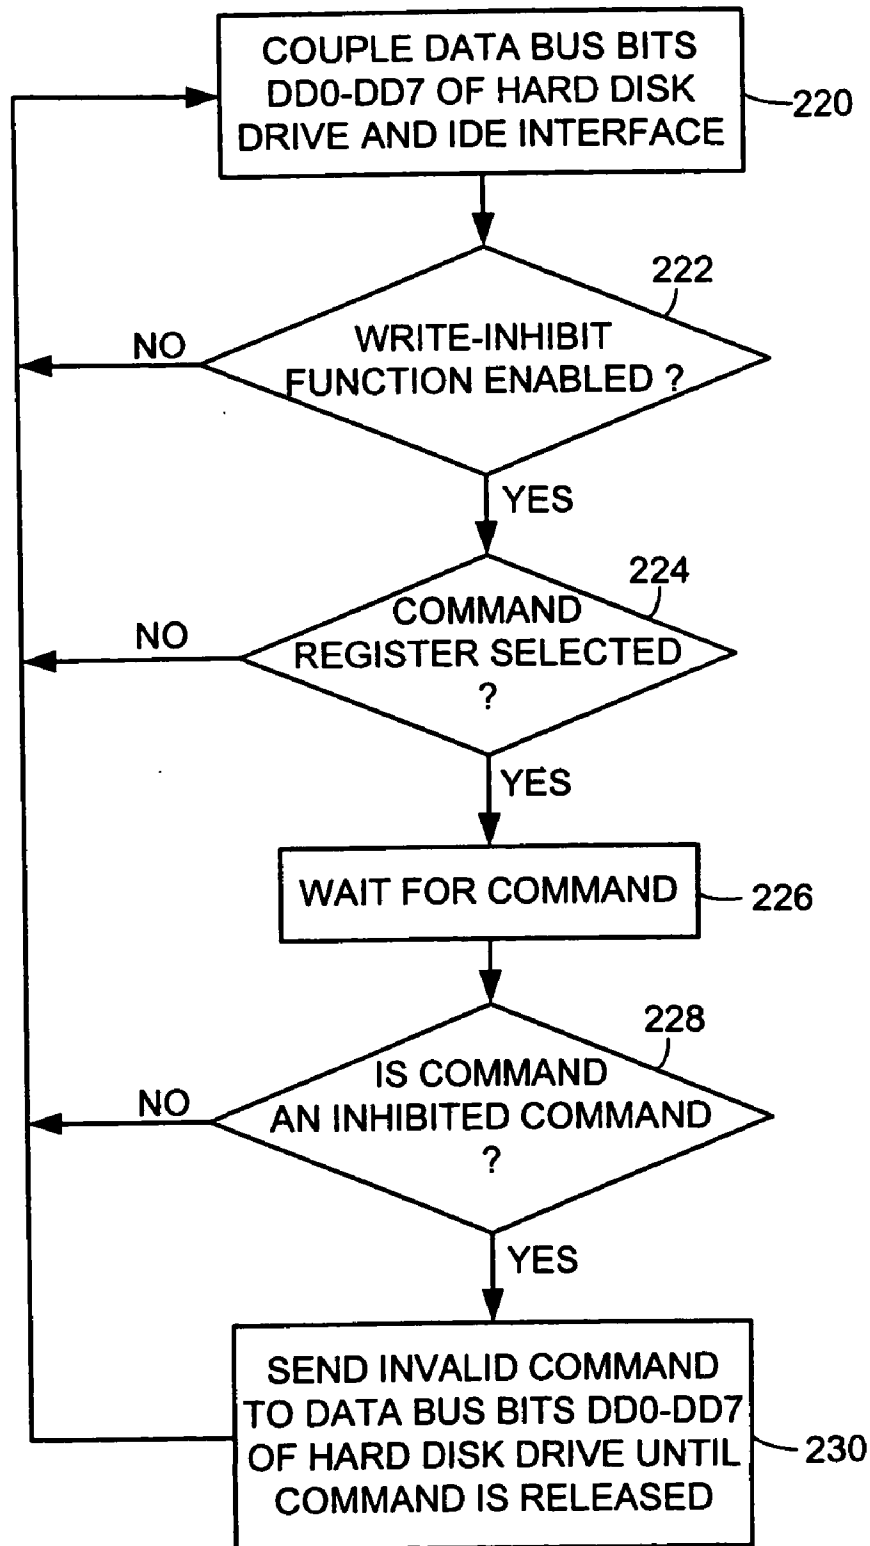 COUPLE DATA BUS BITS
DD0-DD7 OF HARD DISK
DRIVE AND IDE INTERFACE
220
222
WRITE-INHIBIT
FUNCTION ENABLED ?
NO
YES
224
COMMAND
REGISTER SELECTED
?
NO
YES
WAIT FOR COMMAND
226
228
IS COMMAND
AN INHIBITED COMMAND
?
NO
YES
SEND INVALID COMMAND
TO DATA BUS BITS DD0-DD7
OF HARD DISK DRIVE UNTIL
COMMAND IS RELEASED
230